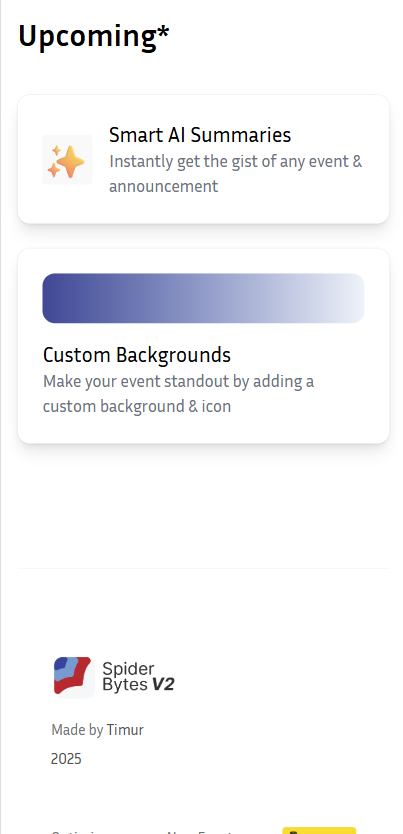 Upcoming*
Smart AI Summaries
Instantly get the gist of any event &
announcement
Custom Backgrounds
Make your event standout by adding a
custom background & icon
Spider
Bytes V2
Made by Timur
2025